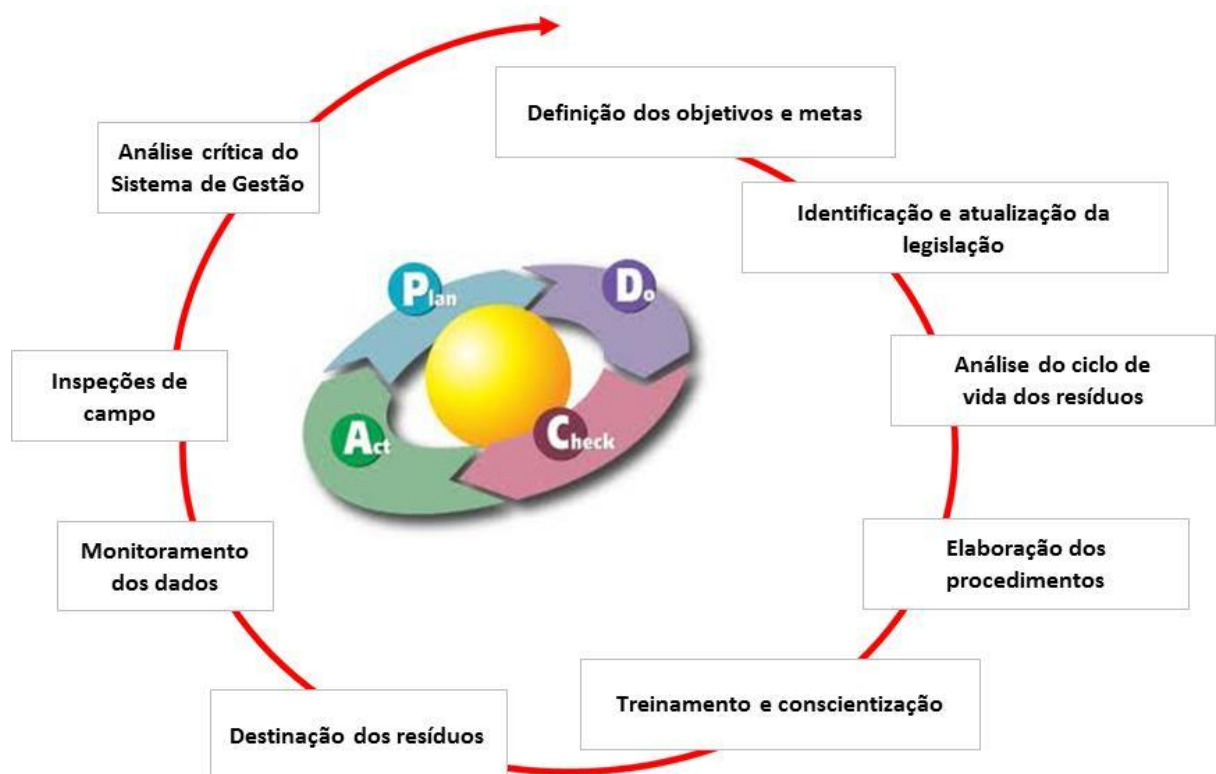 Definição dos objetivos e metas
Identificação e atualização da
legislação
Análise do ciclo de
vida dos resíduos
Elaboração dos
procedimentos
Treinamento e conscientização
Destinação dos resíduos
Monitoramento
dos dados
Inspeções de
campo
Análise crítica do
Sistema de Gestão
Plan
Do
Check
Act